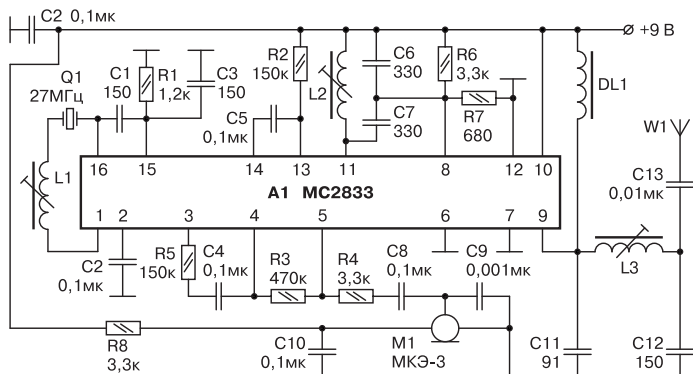 C2 0,1мк
+9 В
Q1
27МГц
C1
150
R1
1,2к
C3
150
R2
150к
C5
0,1мк
L2
C6
330
C7
330
R6
3,3к
R7
680
DL1
W1
C13
0,01мк
L1
16 15 14 13 11 8 12 10
A1 MC2833
1 2 3 4 5 6 7 9
C2
0,1мк
R5
150к
C4
0,1мк
R3
470к
R4
3,3к
C8
0,1мк
C9
0,001мк
L3
R8
3,3к
C10
0,1мк
M1
МКЭ-3
C11
91
C12
150